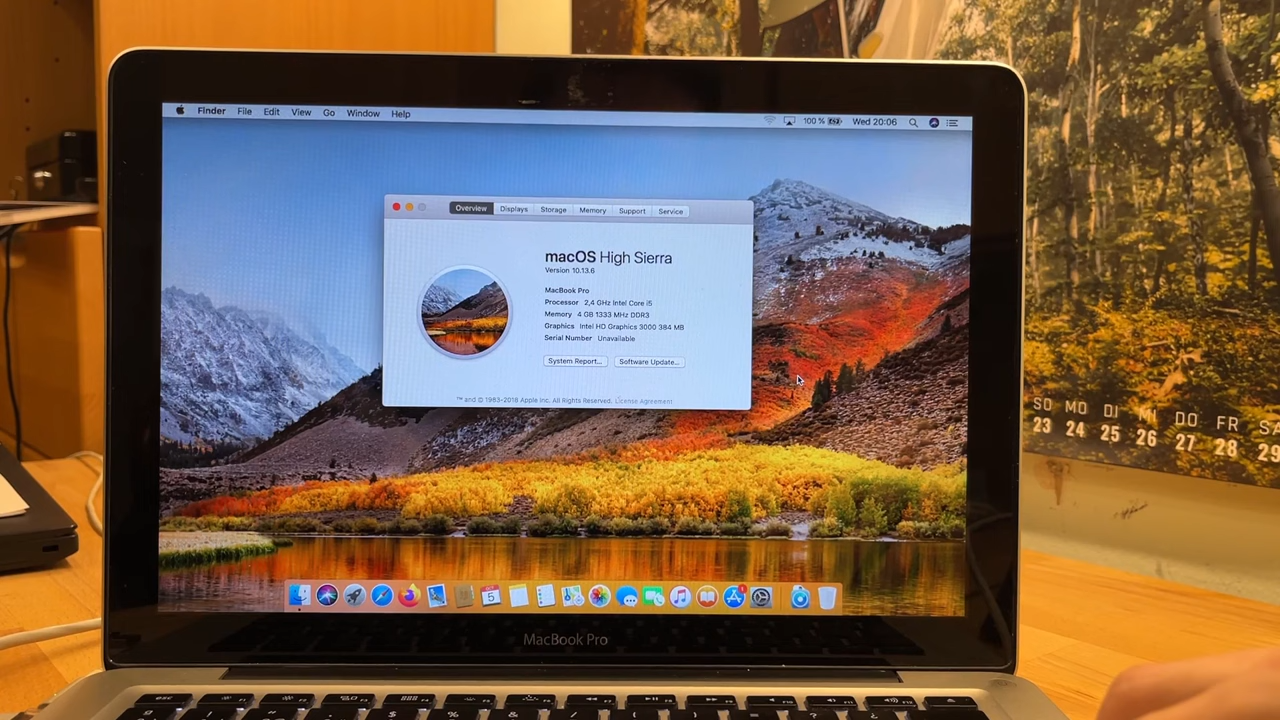 Finder File Edit View Go Window Help 100 % Wed 20:06
Overview Displays Storage Memory Support Service
macOS High Sierra
Version 10.13.6
MacBook Pro
Processor 2,4 GHz Intel Core i5
Memory 4 GB 1333 MHz DDR3
Graphics Intel HD Graphics 3000 384 MB
Serial Number Unavailable
System Report... Software Update...
™ and © 1983-2018 Apple Inc. All Rights Reserved. License Agreement
SO MO DI MI DO FR SA
23 24 25 26 27 28 29
5
MacBook Pro
esc